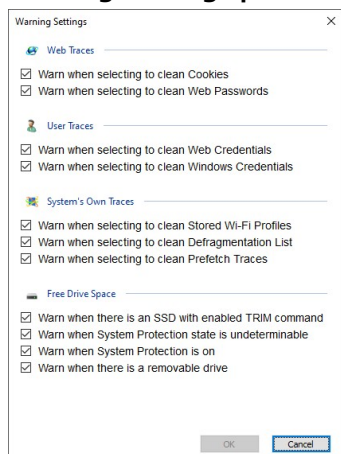 Warning Settings
Web Traces
Warn when selecting to clean Cookies
Warn when selecting to clean Web Passwords
User Traces
Warn when selecting to clean Web Credentials
Warn when selecting to clean Windows Credentials
System's Own Traces
Warn when selecting to clean Stored Wi-Fi Profiles
Warn when selecting to clean Defragmentation List
Warn when selecting to clean Prefetch Traces
Free Drive Space
Warn when there is an SSD with enabled TRIM command
Warn when System Protection state is undeterminable
Warn when System Protection is on
Warn when there is a removable drive
OK Cancel